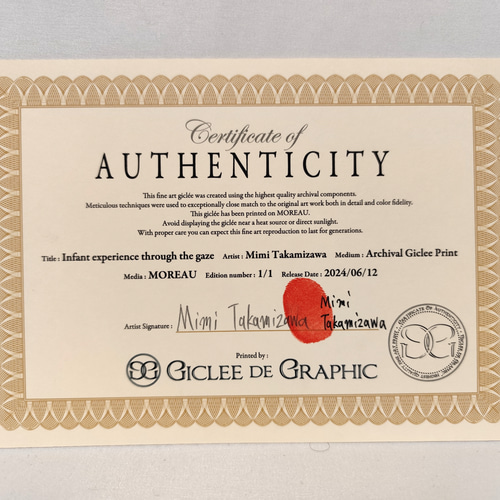 Certificate of
AUTHENTICITY
This fine art giclée was created using the highest quality archival components.
Meticulous techniques were used to exceptionally close match to the original art work both in detail and color fidelity.
This giclée has been printed on MOREAU.
Avoid displaying the giclée near a heat source or direct sunlight.
With proper care you can expect this fine art reproduction to last for generations.
Title : Infant experience through the gaze Artist : Mimi Takamizawa Medium : Archival Giclee Print
Media : MOREAU Edition number : 1/1 Release Date : 2024/06/12
Artist Signature : Mimi Takamizawa
Mimi
Takamizawa
Printed by :
GICLEE DE GRAPHIC
CERTIFICATE OF AUTHENTICITY